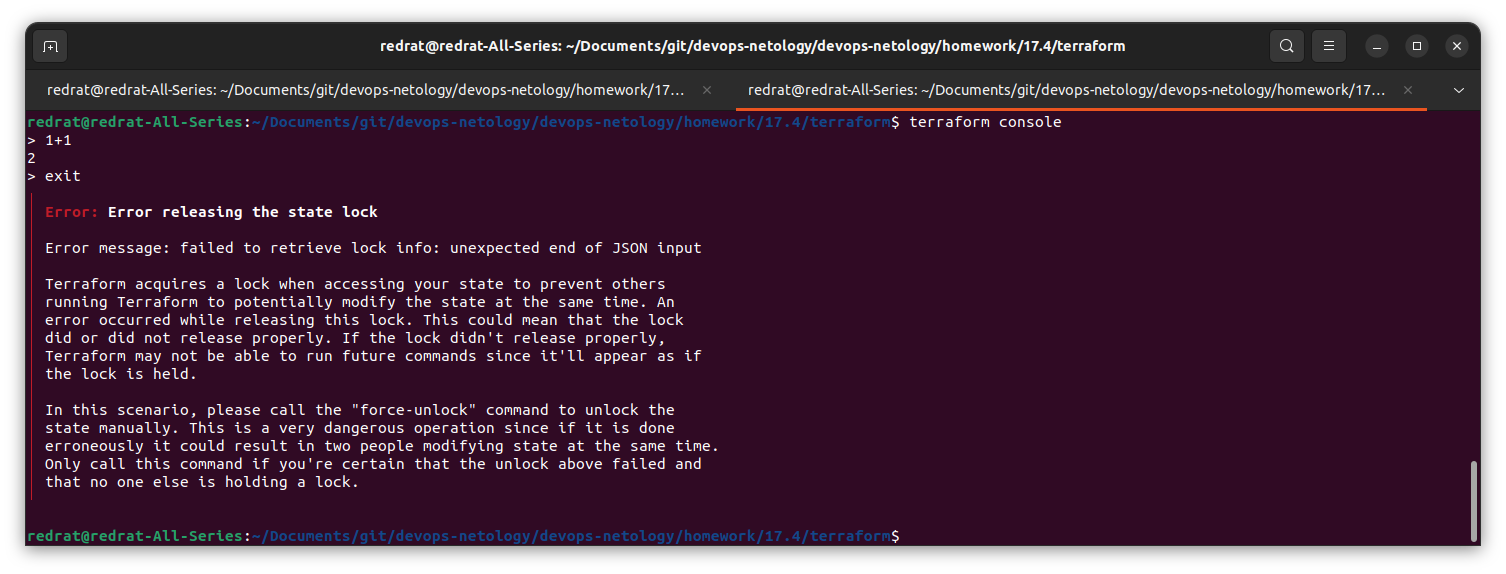 redrat@redrat-All-Series: ~/Documents/git/devops-netology/devops-netology/homework/17.4/terraform
redrat@redrat-All-Series: ~/Documents/git/devops-netology/devops-netology/homework/17...
redrat@redrat-All-Series: ~/Documents/git/devops-netology/devops-netology/homework/17...
redrat@redrat-All-Series:~/Documents/git/devops-netology/devops-netology/homework/17.4/terraform$ terraform console
> 1+1
2
> exit
Error: Error releasing the state lock
Error message: failed to retrieve lock info: unexpected end of JSON input
Terraform acquires a lock when accessing your state to prevent others
running Terraform to potentially modify the state at the same time. An
error occurred while releasing this lock. This could mean that the lock
did or did not release properly. If the lock didn't release properly,
Terraform may not be able to run future commands since it'll appear as if
the lock is held.
In this scenario, please call the "force-unlock" command to unlock the
state manually. This is a very dangerous operation since if it is done
erroneously it could result in two people modifying state at the same time.
Only call this command if you're certain that the unlock above failed and
that no one else is holding a lock.
redrat@redrat-All-Series:~/Documents/git/devops-netology/devops-netology/homework/17.4/terraform$